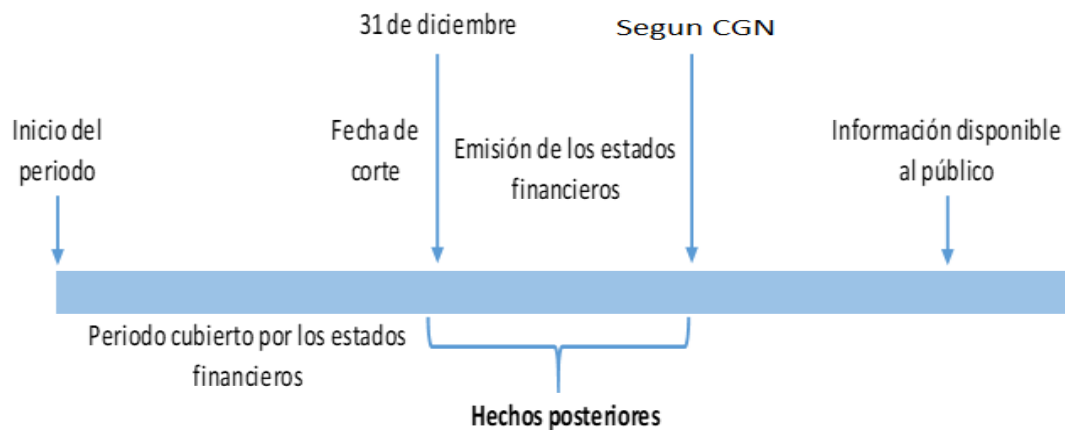 31 de diciembre
Segun CGN
Inicio del
periodo
Fecha de
corte
Emisión de los estados
financieros
Información disponible
al público
Periodo cubierto por los estados
financieros
Hechos posteriores